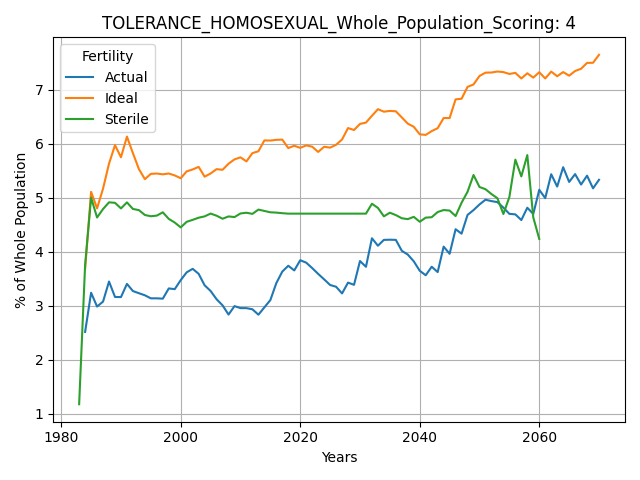 TOLERANCE_HOMOSEXUAL_Whole_Population_Scoring: 4
Fertility
Actual
Ideal
Sterile
% of Whole Population
7
6
5
4
3
2
1
1980 2000 2020 2040 2060
Years